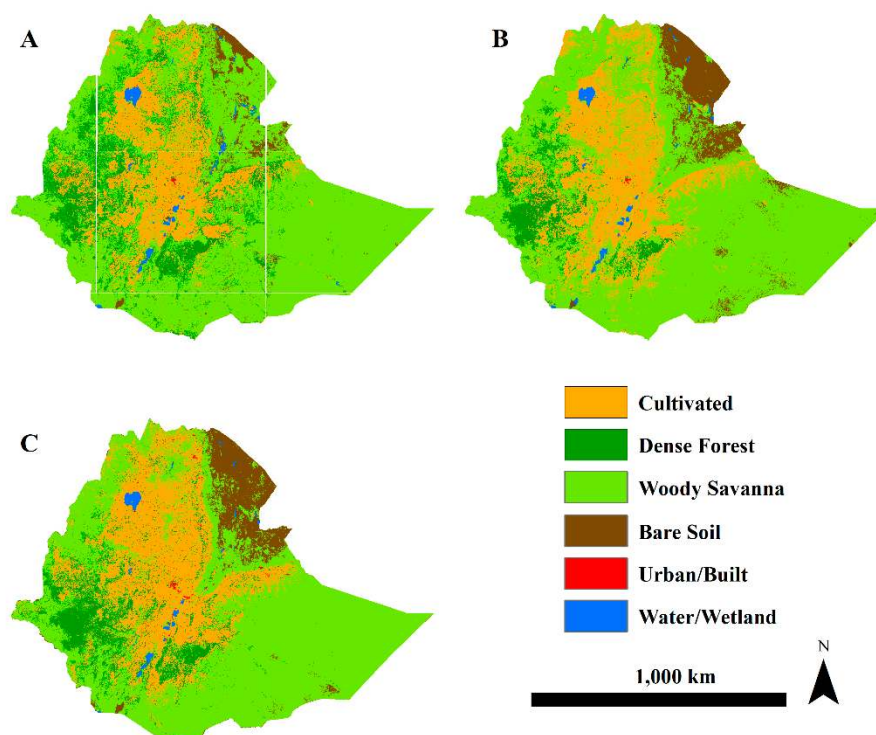 A
B
C
Cultivated
Dense Forest
Woody Savanna
Bare Soil
Urban/Built
Water/Wetland
1,000 km
N